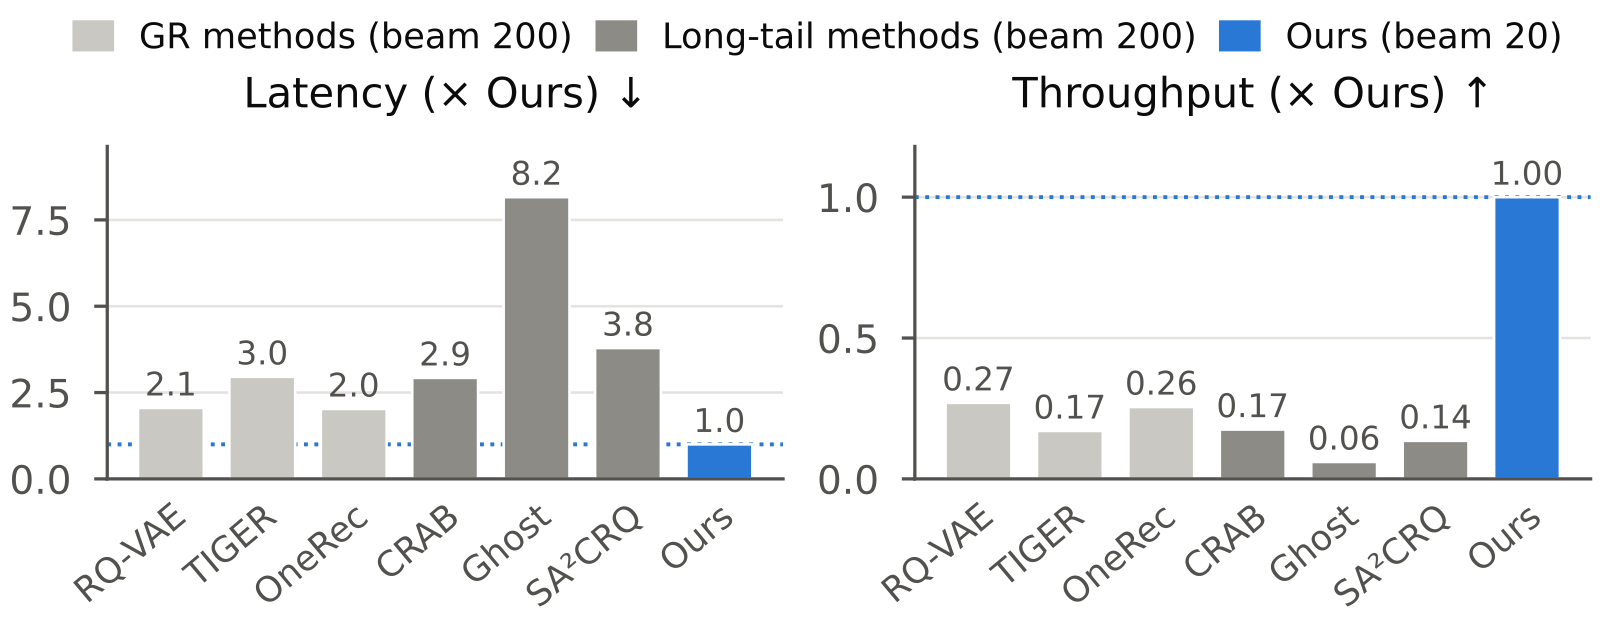 GR methods (beam 200) Long-tail methods (beam 200) Ours (beam 20)
Latency (× Ours) ↓
7.5
5.0
2.5
0.0
2.1
3.0
2.0
2.9
8.2
3.8
1.0
RQ-VAE
TIGER
OneRec
CRAB
Ghost
SA²CRQ
Ours
Throughput (× Ours) ↑
1.0
0.5
0.0
0.27
0.17
0.26
0.17
0.06
0.14
1.00
RQ-VAE
TIGER
OneRec
CRAB
Ghost
SA²CRQ
Ours